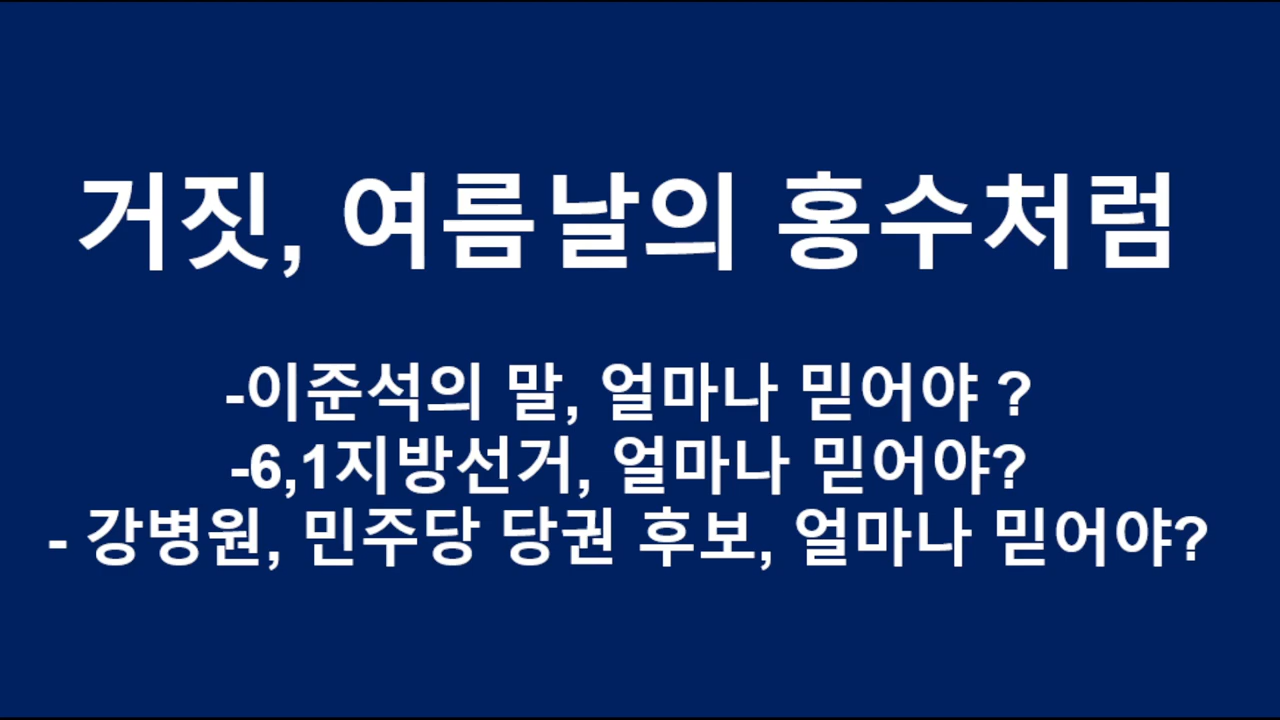 거짓, 여름날의 홍수처럼
-이준석의 말, 얼마나 믿어야 ?
-6,1지방선거, 얼마나 믿어야?
- 강병원, 민주당 당권 후보, 얼마나 믿어야?